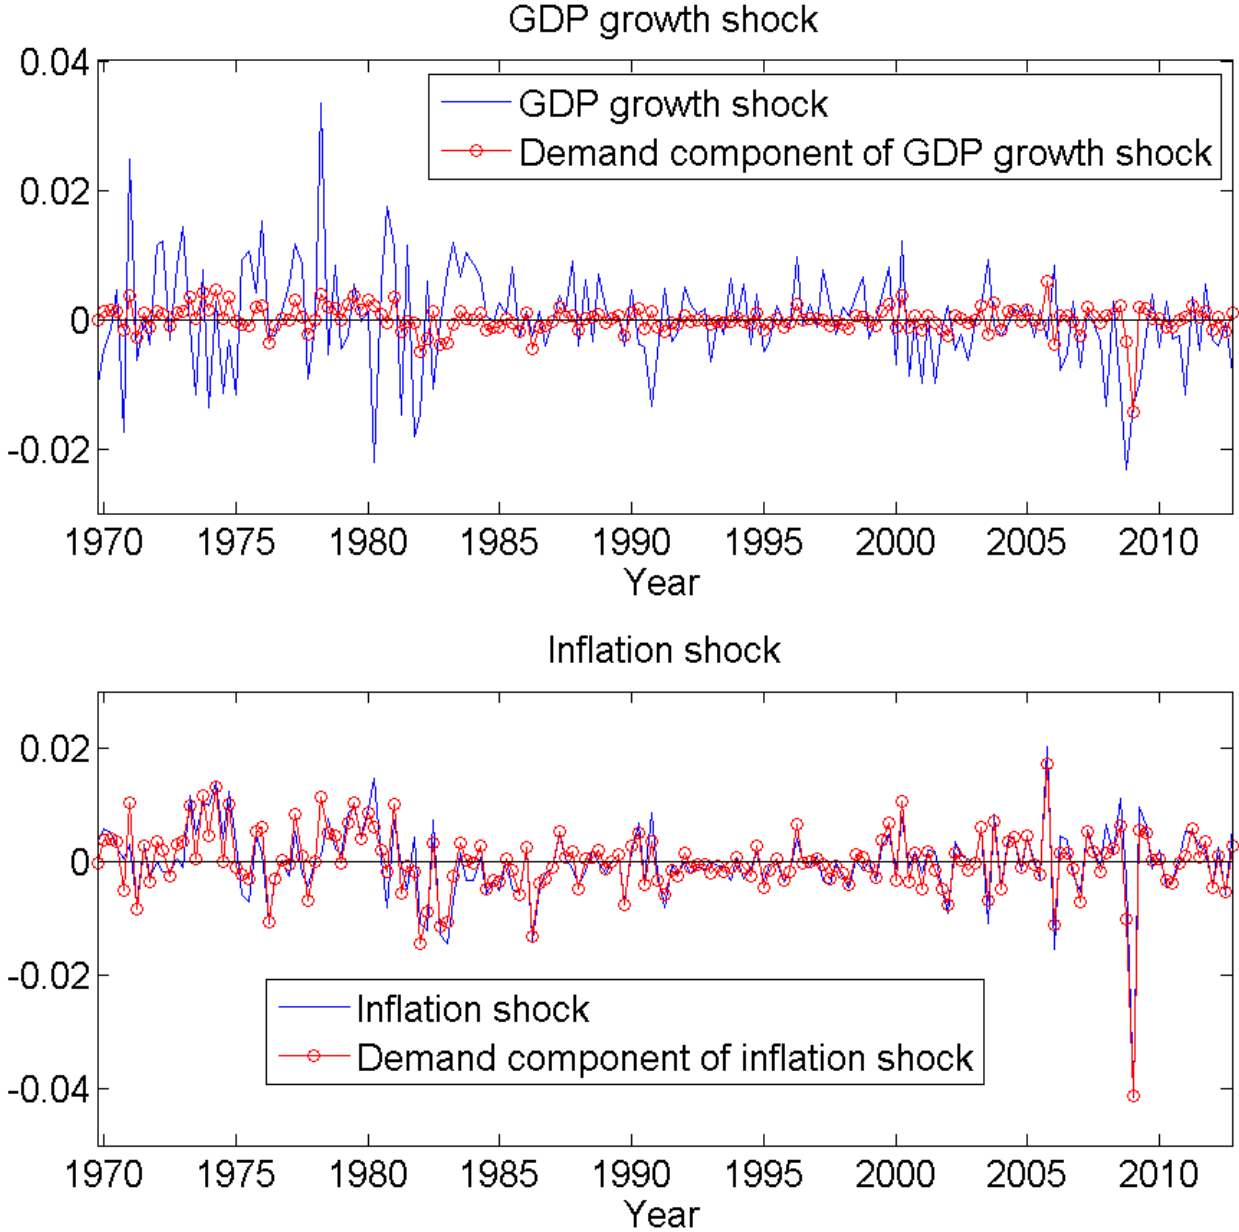 GDP growth shock
0.04
0.02
0
-0.02
GDP growth shock
Demand component of GDP growth shock
1970 1975 1980 1985 1990 1995 2000 2005 2010
Year
Inflation shock
0.02
0
-0.02
-0.04
Inflation shock
Demand component of inflation shock
1970 1975 1980 1985 1990 1995 2000 2005 2010
Year